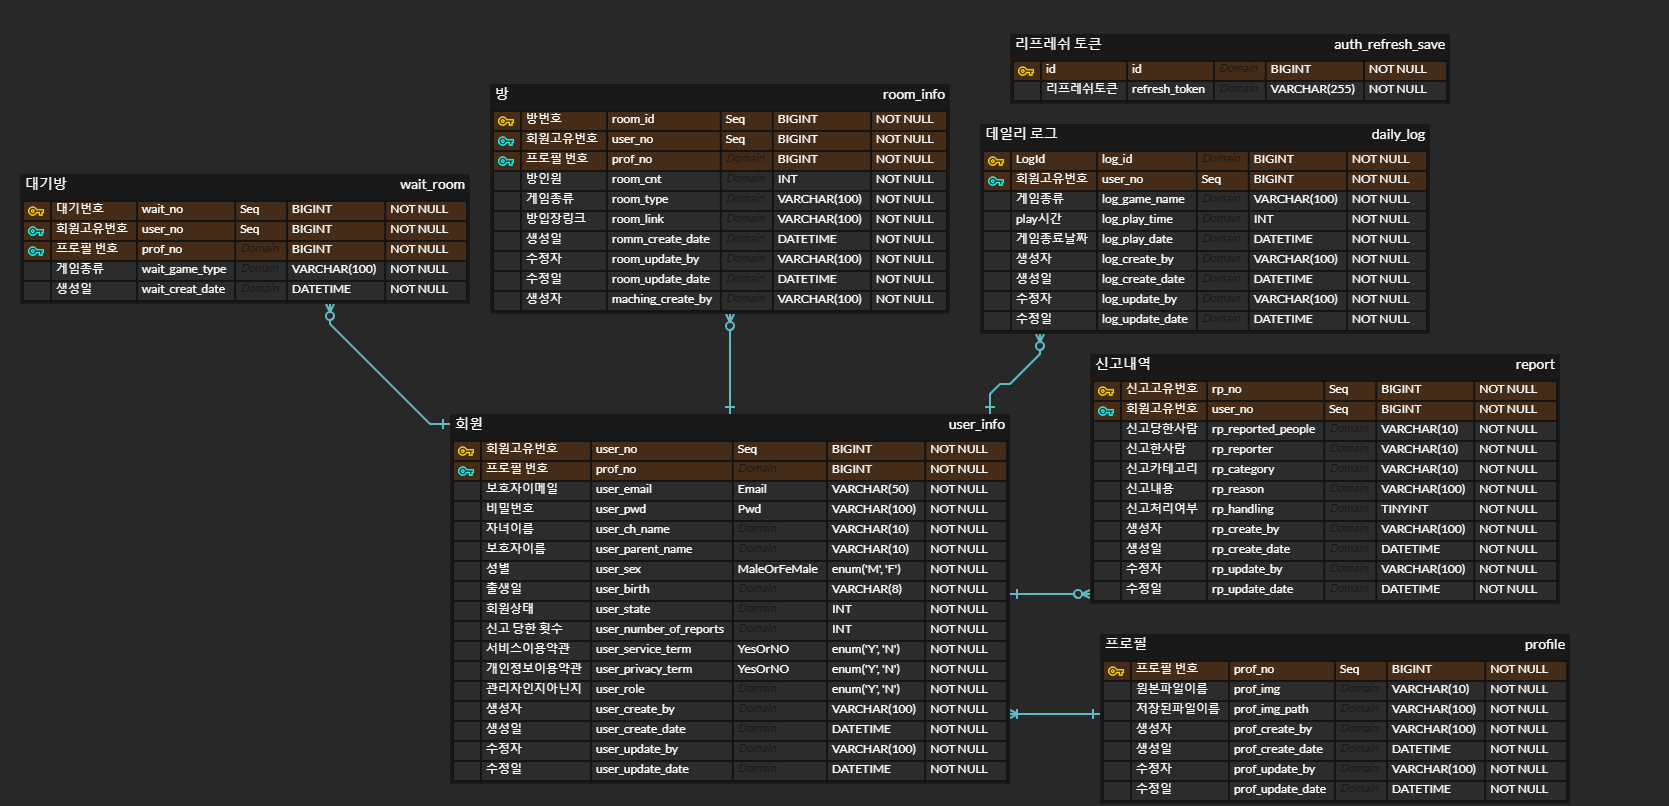 리프레쉬 토큰 auth_refresh_save
id id Domain BIGINT NOT NULL
리프레쉬토큰 refresh_token Domain VARCHAR(255) NOT NULL
방 room_info
방번호 room_id Seq BIGINT NOT NULL
회원고유번호 user_no Seq BIGINT NOT NULL
프로필 번호 prof_no Domain BIGINT NOT NULL
방인원 room_cnt Domain INT NOT NULL
게임종류 room_type Domain VARCHAR(100) NOT NULL
방입장링크 room_link Domain VARCHAR(100) NOT NULL
생성일 romm_create_date Domain DATETIME NOT NULL
수정자 room_update_by Domain VARCHAR(100) NOT NULL
수정일 room_update_date Domain DATETIME NOT NULL
생성자 maching_create_by Domain VARCHAR(100) NOT NULL
데일리 로그 daily_log
LogId log_id Domain BIGINT NOT NULL
회원고유번호 user_no Seq BIGINT NOT NULL
게임종류 log_game_name Domain VARCHAR(100) NOT NULL
play시간 log_play_time Domain INT NOT NULL
게임종료날짜 log_play_date Domain DATETIME NOT NULL
생성자 log_create_by Domain VARCHAR(100) NOT NULL
생성일 log_create_date Domain DATETIME NOT NULL
수정자 log_update_by Domain VARCHAR(100) NOT NULL
수정일 log_update_date Domain DATETIME NOT NULL
대기방 wait_room
대기번호 wait_no Seq BIGINT NOT NULL
회원고유번호 user_no Seq BIGINT NOT NULL
프로필 번호 prof_no Domain BIGINT NOT NULL
게임종류 wait_game_type Domain VARCHAR(100) NOT NULL
생성일 wait_creat_date Domain DATETIME NOT NULL
신고내역 report
신고고유번호 rp_no Seq BIGINT NOT NULL
회원고유번호 user_no Seq BIGINT NOT NULL
신고당한사람 rp_reported_people Domain VARCHAR(10) NOT NULL
신고한사람 rp_reporter Domain VARCHAR(10) NOT NULL
신고카테고리 rp_category Domain VARCHAR(10) NOT NULL
신고내용 rp_reason Domain VARCHAR(100) NOT NULL
신고처리여부 rp_handling Domain TINYINT NOT NULL
생성자 rp_create_by Domain VARCHAR(100) NOT NULL
생성일 rp_create_date Domain DATETIME NOT NULL
수정자 rp_update_by Domain VARCHAR(100) NOT NULL
수정일 rp_update_date Domain DATETIME NOT NULL
회원 user_info
회원고유번호 user_no Seq BIGINT NOT NULL
프로필 번호 prof_no Domain BIGINT NOT NULL
보호자이메일 user_email Email VARCHAR(50) NOT NULL
비밀번호 user_pwd Pwd VARCHAR(100) NOT NULL
자녀이름 user_ch_name Domain VARCHAR(10) NOT NULL
보호자이름 user_parent_name Domain VARCHAR(10) NOT NULL
성별 user_sex MaleOrFeMale enum('M', 'F') NOT NULL
출생일 user_birth Domain VARCHAR(8) NOT NULL
회원상태 user_state Domain INT NOT NULL
신고 당한 횟수 user_number_of_reports Domain INT NOT NULL
서비스이용약관 user_service_term YesOrNO enum('Y', 'N') NOT NULL
개인정보이용약관 user_privacy_term YesOrNO enum('Y', 'N') NOT NULL
관리자인지아닌지 user_role Domain enum('Y', 'N') NOT NULL
생성자 user_create_by Domain VARCHAR(100) NOT NULL
생성일 user_create_date Domain DATETIME NOT NULL
수정자 user_update_by Domain VARCHAR(100) NOT NULL
수정일 user_update_date Domain DATETIME NOT NULL
프로필 profile
프로필 번호 prof_no Seq BIGINT NOT NULL
원본파일이름 prof_img Domain VARCHAR(10) NOT NULL
저장된파일이름 prof_img_path Domain VARCHAR(100) NOT NULL
생성자 prof_create_by Domain VARCHAR(100) NOT NULL
생성일 prof_create_date Domain DATETIME NOT NULL
수정자 prof_update_by Domain VARCHAR(100) NOT NULL
수정일 prof_update_date Domain DATETIME NOT NULL